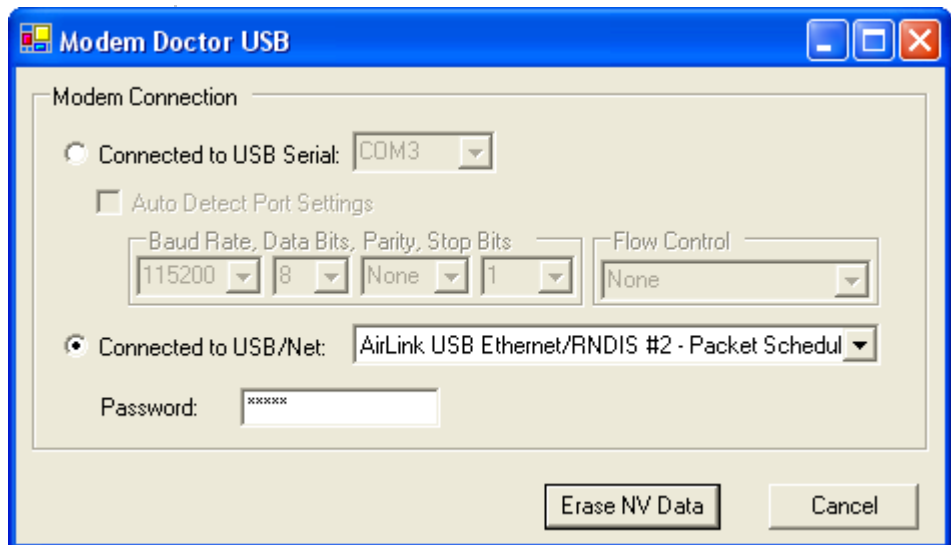 Modem Doctor USB
Modem Connection
Connected to USB Serial: COM3
Auto Detect Port Settings
Baud Rate, Data Bits, Parity, Stop Bits Flow Control
115200 8 None 1 None
Connected to USB/Net: AirLink USB Ethernet/RNDIS #2 - Packet Schedul
Password: *****
Erase NV Data Cancel